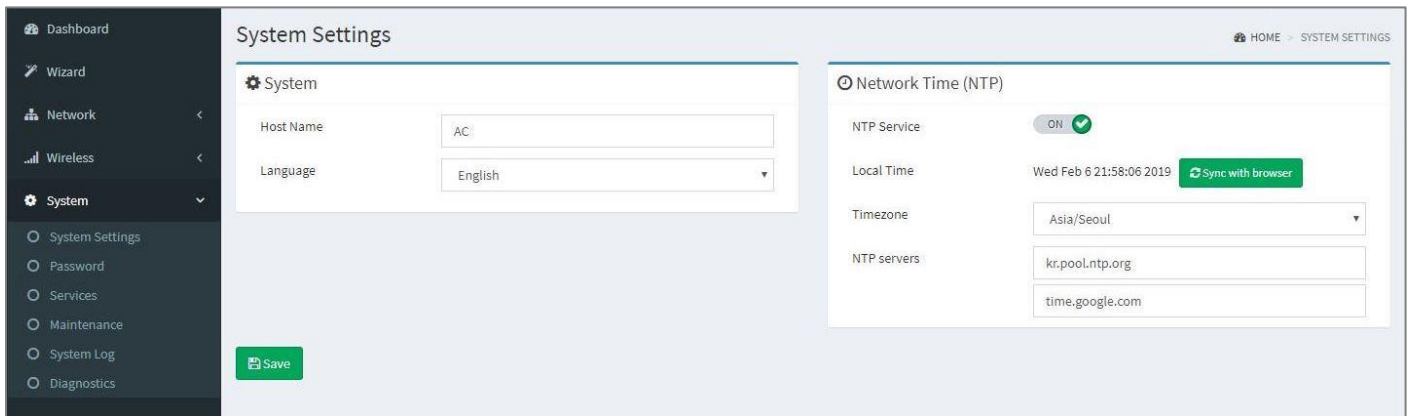 Dashboard
Wizard
Network
Wireless
System
System Settings
Password
Services
Maintenance
System Log
Diagnostics
System Settings
HOME > SYSTEM SETTINGS
System
Host Name
AC
Language
English
Save
Network Time (NTP)
NTP Service
ON
Local Time
Wed Feb 6 21:58:06 2019
Sync with browser
Timezone
Asia/Seoul
NTP servers
kr.pool.ntp.org
time.google.com